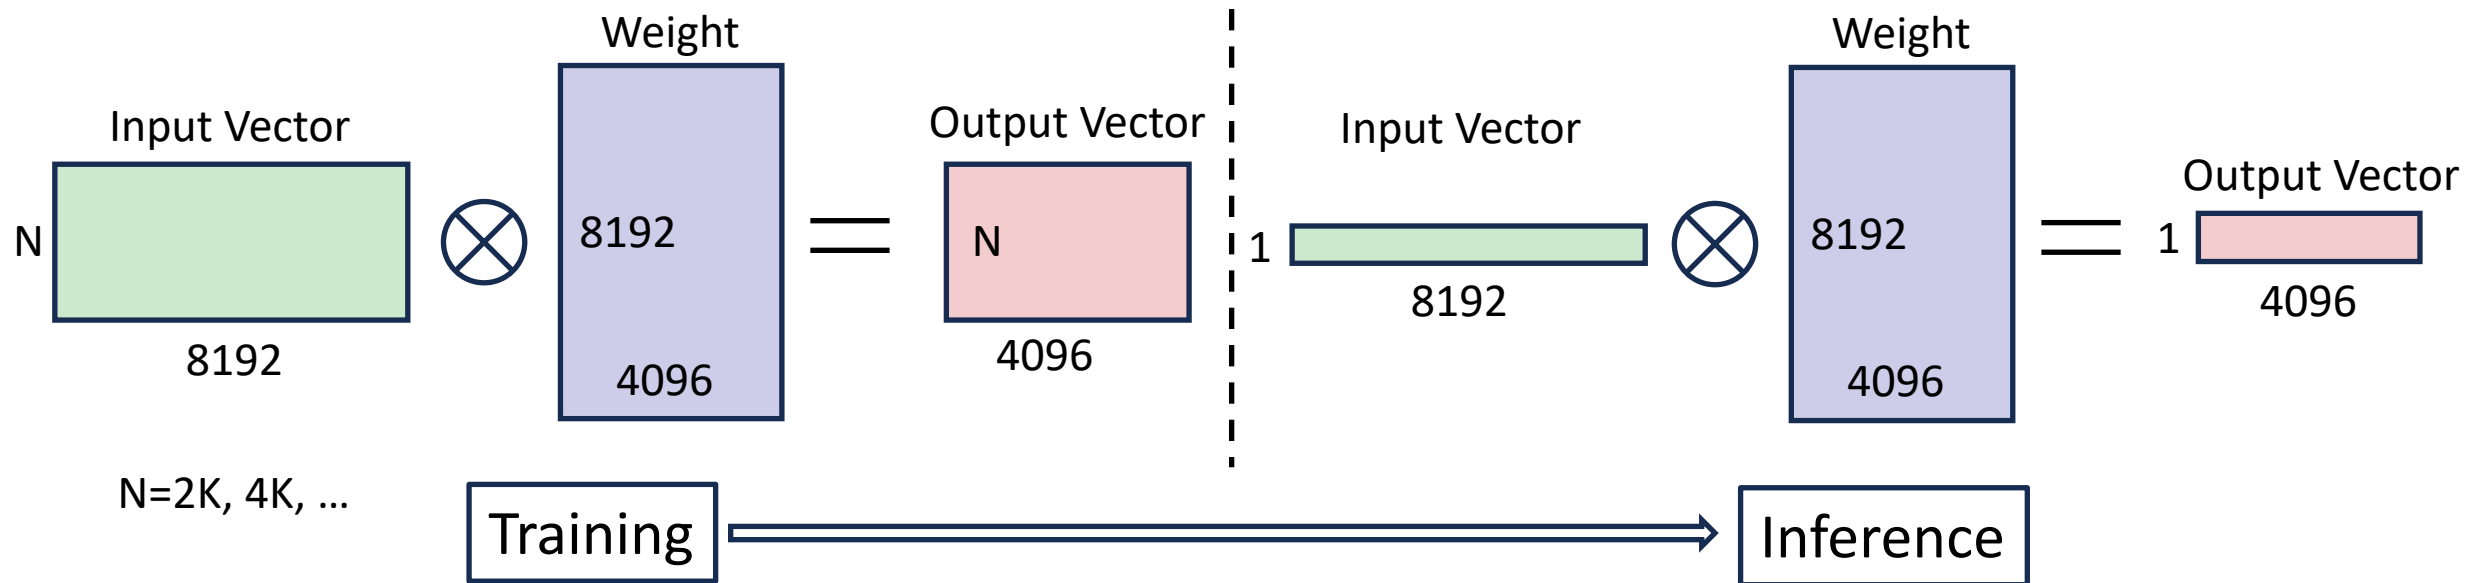 Input Vector
N
8192
Weight
8192
4096
Output Vector
N
4096
N=2K, 4K, ...
Training
Input Vector
1
8192
Weight
8192
4096
Output Vector
1
4096
Inference